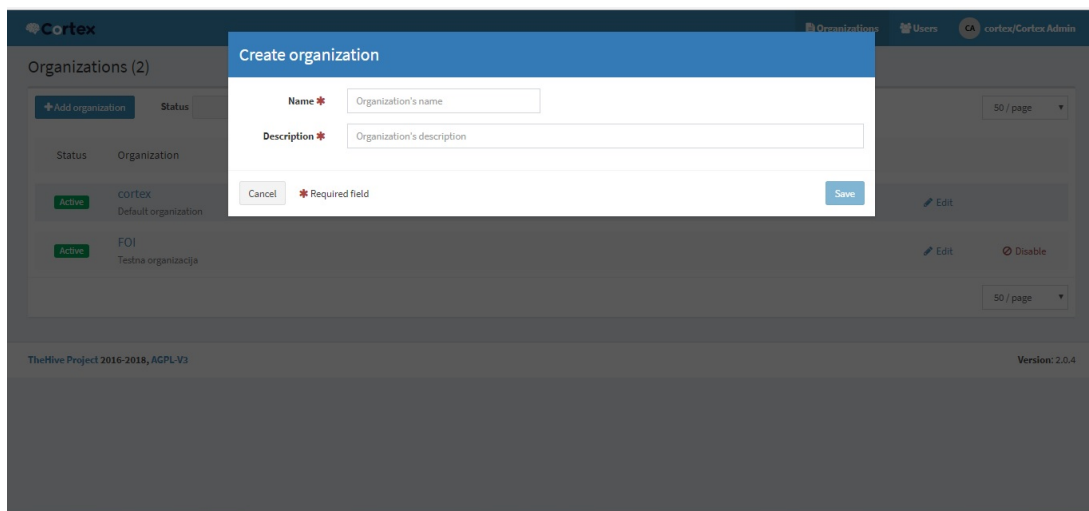 Cortex
Organizations Users CA cortex/Cortex Admin
Organizations (2)
Create organization
Name * Organization's name
Description * Organization's description
Cancel * Required field Save
+Add organization Status 50 / page
Status Organization
Active cortex Edit
Default organization
Active FOI Edit Disable
Testna organizacija
50 / page
TheHive Project 2016-2018, AGPL-V3 Version: 2.0.4